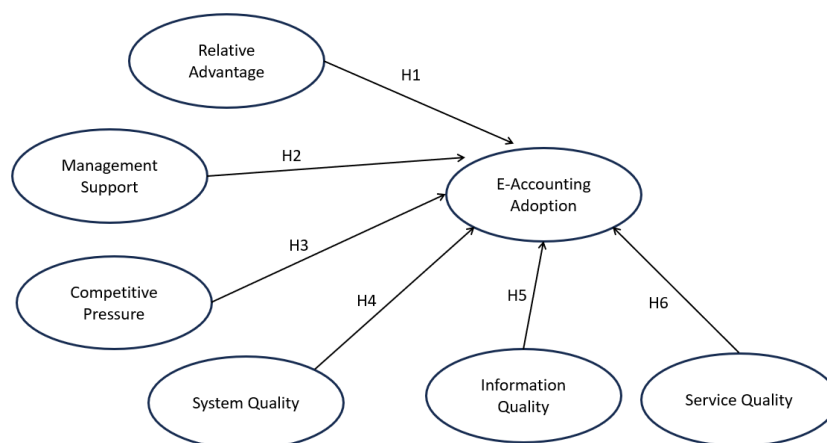 Relative
Advantage
H1
Management
Support
H2
E-Accounting
Adoption
H3
Competitive
Pressure
H4
H5
H6
System Quality
Information
Quality
Service Quality